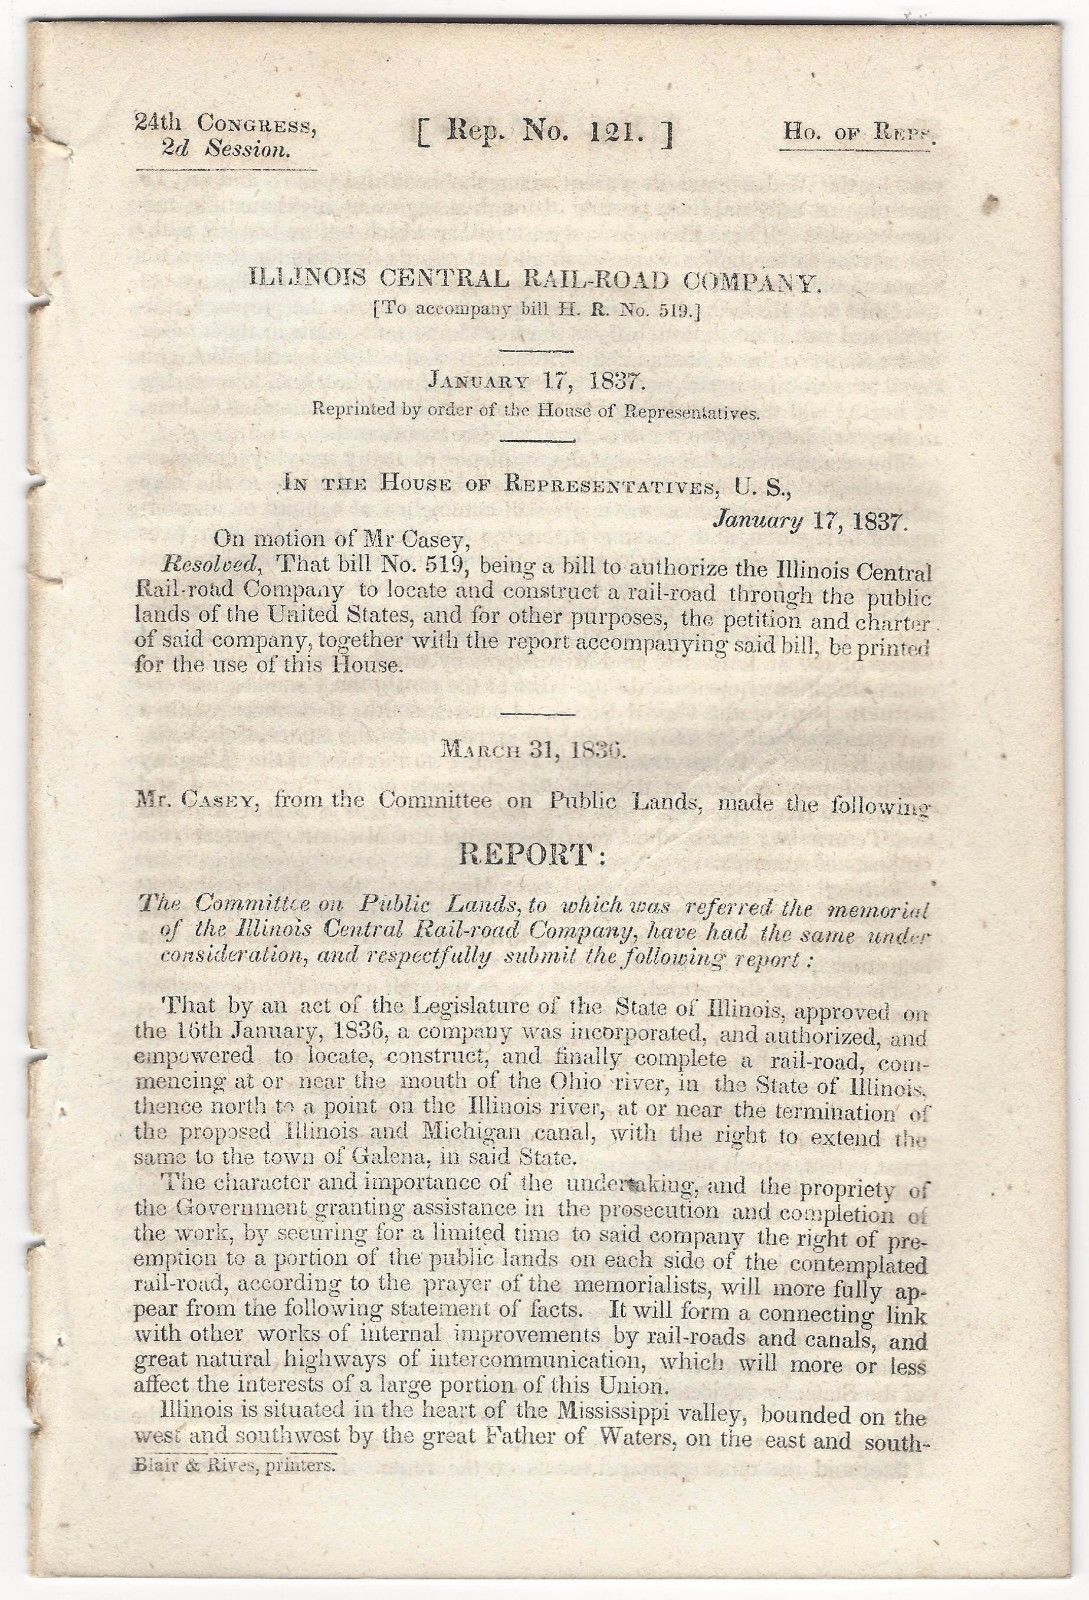 24th Congress,
2d Session.
[ Rep. No. 121. ]
Ho. of Reps.
ILLINOIS CENTRAL RAIL-ROAD COMPANY.
[To accompany bill H. R. No. 519.]
January 17, 1837.
Reprinted by order of the House of Representatives.
In the House of Representatives, U. S.,
January 17, 1837.
On motion of Mr Casey,
Resolved, That bill No. 519, being a bill to authorize the Illinois Central
Rail-road Company to locate and construct a rail-road through the public
lands of the United States, and for other purposes, the petition and charter
of said company, together with the report accompanying said bill, be printed
for the use of this House.
March 31, 1836.
Mr. Casey, from the Committee on Public Lands, made the following
REPORT:
The Committee on Public Lands, to which was referred the memorial
of the Illinois Central Rail-road Company, have had the same under
consideration, and respectfully submit the following report:
That by an act of the Legislature of the State of Illinois, approved on
the 16th January, 1836, a company was incorporated, and authorized, and
empowered to locate, construct, and finally complete a rail-road, com-
mencing at or near the mouth of the Ohio river, in the State of Illinois,
thence north to a point on the Illinois river, at or near the termination of
the proposed Illinois and Michigan canal, with the right to extend the
same to the town of Galena, in said State.
The character and importance of the undertaking, and the propriety of
the Government granting assistance in the prosecution and completion of
the work, by securing for a limited time to said company the right of pre-
emption to a portion of the public lands on each side of the contemplated
rail-road, according to the prayer of the memorialists, will more fully ap-
pear from the following statement of facts. It will form a connecting link
with other works of internal improvements by rail-roads and canals, and
great natural highways of intercommunication, which will more or less
affect the interests of a large portion of this Union.
Illinois is situated in the heart of the Mississippi valley, bounded on the
west and southwest by the great Father of Waters, on the east and south-
Blair & Rives, printers.